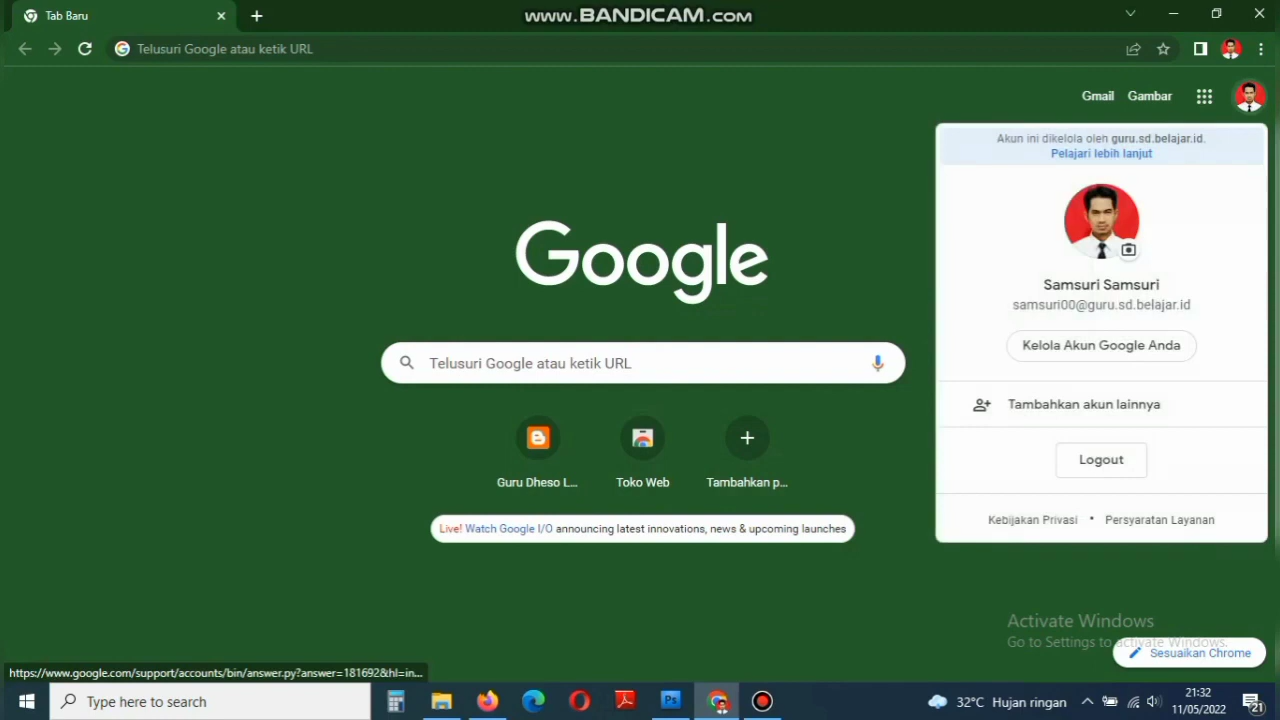 Tab Baru
www.BANDICAM.com
Telusuri Google atau ketik URL
Gmail
Gambar
Akun ini dikelola oleh guru.sd.belajar.id.
Pelajari lebih lanjut
Samsuri Samsuri
samsuri00@guru.sd.belajar.id
Kelola Akun Google Anda
Tambahkan akun lainnya
Logout
Kebijakan Privasi • Persyaratan Layanan
Google
Telusuri Google atau ketik URL
Guru Dheso L...
Toko Web
Tambahkan p...
Live! Watch Google I/O announcing latest innovations, news & upcoming launches
Activate Windows
Go to Settings to activate Windows.
Sesuaikan Chrome
https://www.google.com/support/accounts/bin/answer.py?answer=181692&hl=in...
Type here to search
Ps
32°C Hujan ringan
21:32
11/05/2022
21